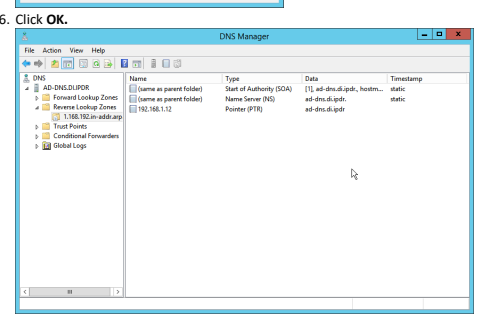 6. Click OK.
DNS Manager
File Action View Help
DNS
AD-DNS.DI.IPDR
Forward Lookup Zones
Reverse Lookup Zones
1.168.192.in-addr.arp
Trust Points
Conditional Forwarders
Global Logs
Name Type Data Timestamp
(same as parent folder) Start of Authority (SOA) [1], ad-dns.di.ipdr., hostm... static
(same as parent folder) Name Server (NS) ad-dns.di.ipdr. static
192.168.1.12 Pointer (PTR) ad-dns.di.ipdr